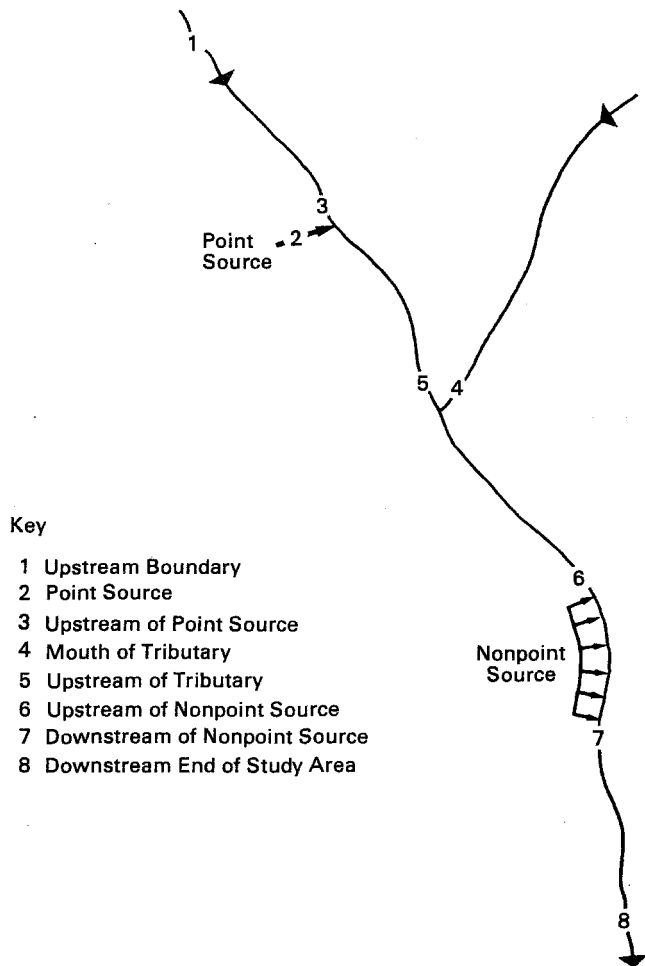 1
3
Point
Source
2
5
4
6
Nonpoint
Source
7
8
Key
1 Upstream Boundary
2 Point Source
3 Upstream of Point Source
4 Mouth of Tributary
5 Upstream of Tributary
6 Upstream of Nonpoint Source
7 Downstream of Nonpoint Source
8 Downstream End of Study Area